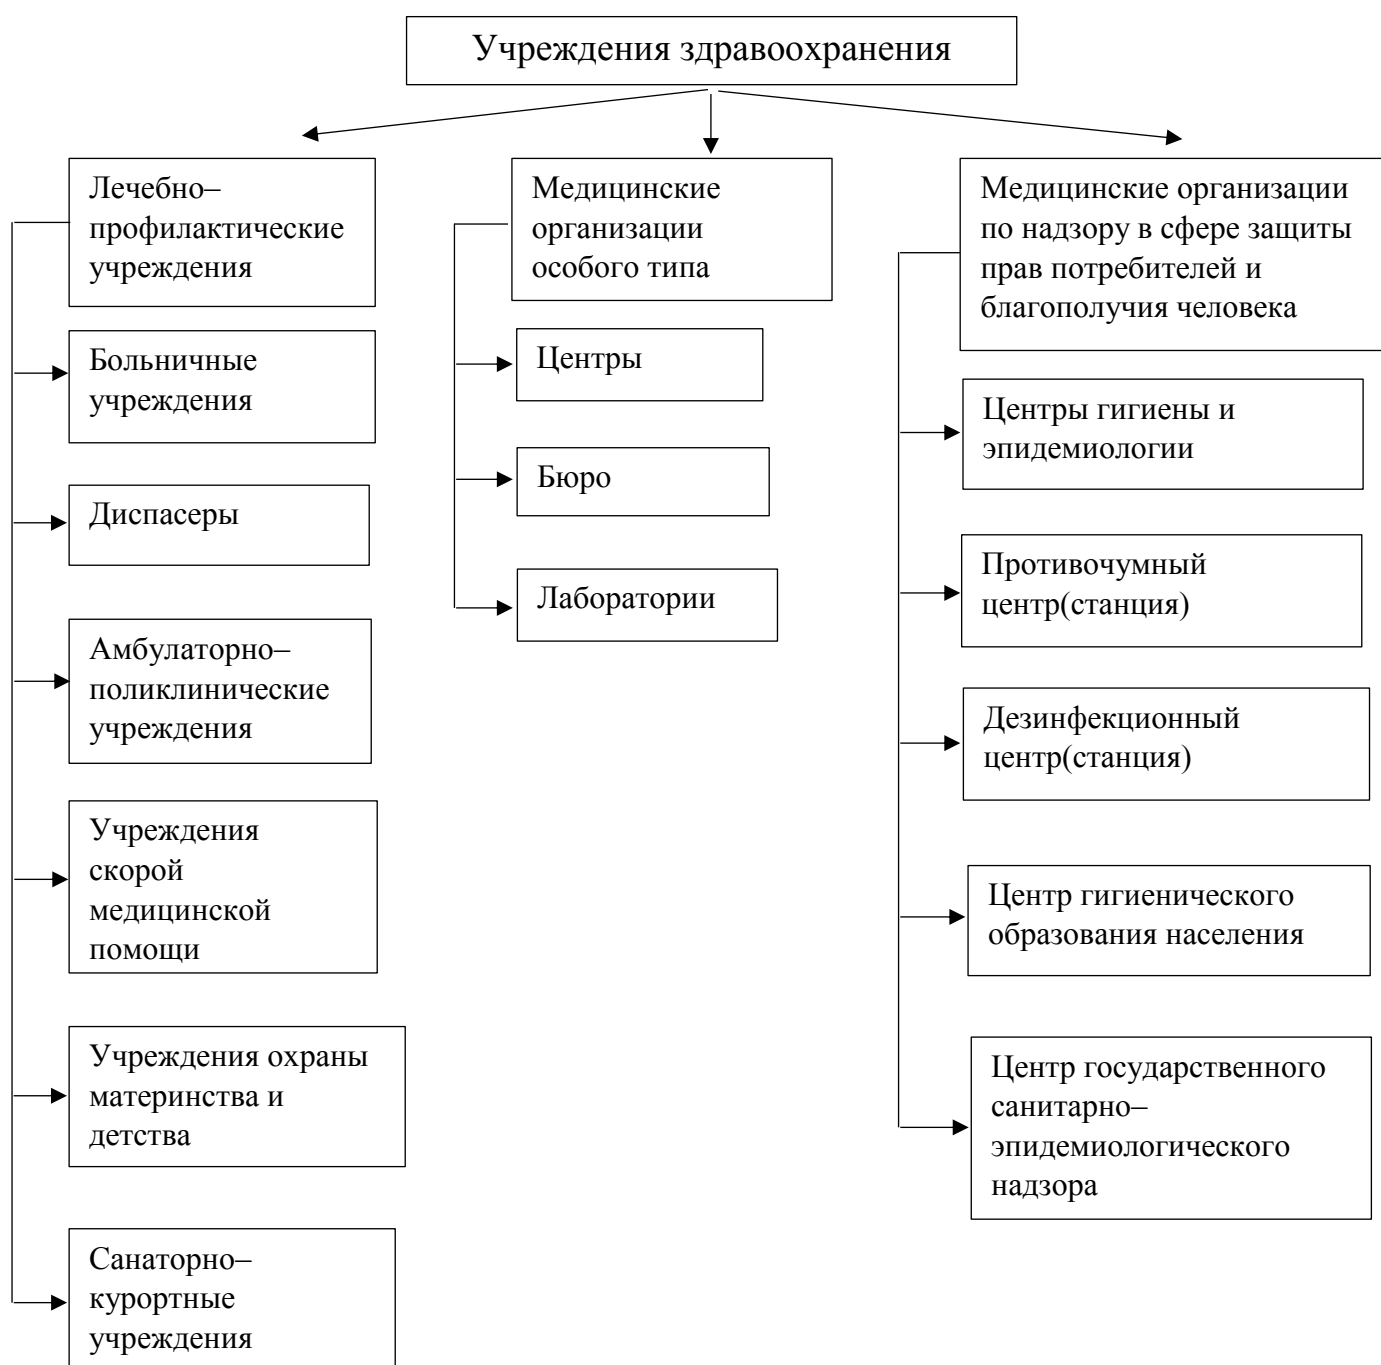 Учреждения здравоохранения
Лечебно–
профилактические
учреждения
Больничные
учреждения
Диспасеры
Амбулаторно–
поликлинические
учреждения
Учреждения
скорой
медицинской
помощи
Учреждения охраны
материнства и
детства
Санаторно–
курортные
учреждения
Медицинские
организации
особого типа
Центры
Бюро
Лаборатории
Медицинские организации
по надзору в сфере защиты
прав потребителей и
благополучия человека
Центры гигиены и
эпидемиологии
Противочумный
центр(станция)
Дезинфекционный
центр(станция)
Центр гигиенического
образования населения
Центр государственного
санитарно–
эпидемиологического
надзора